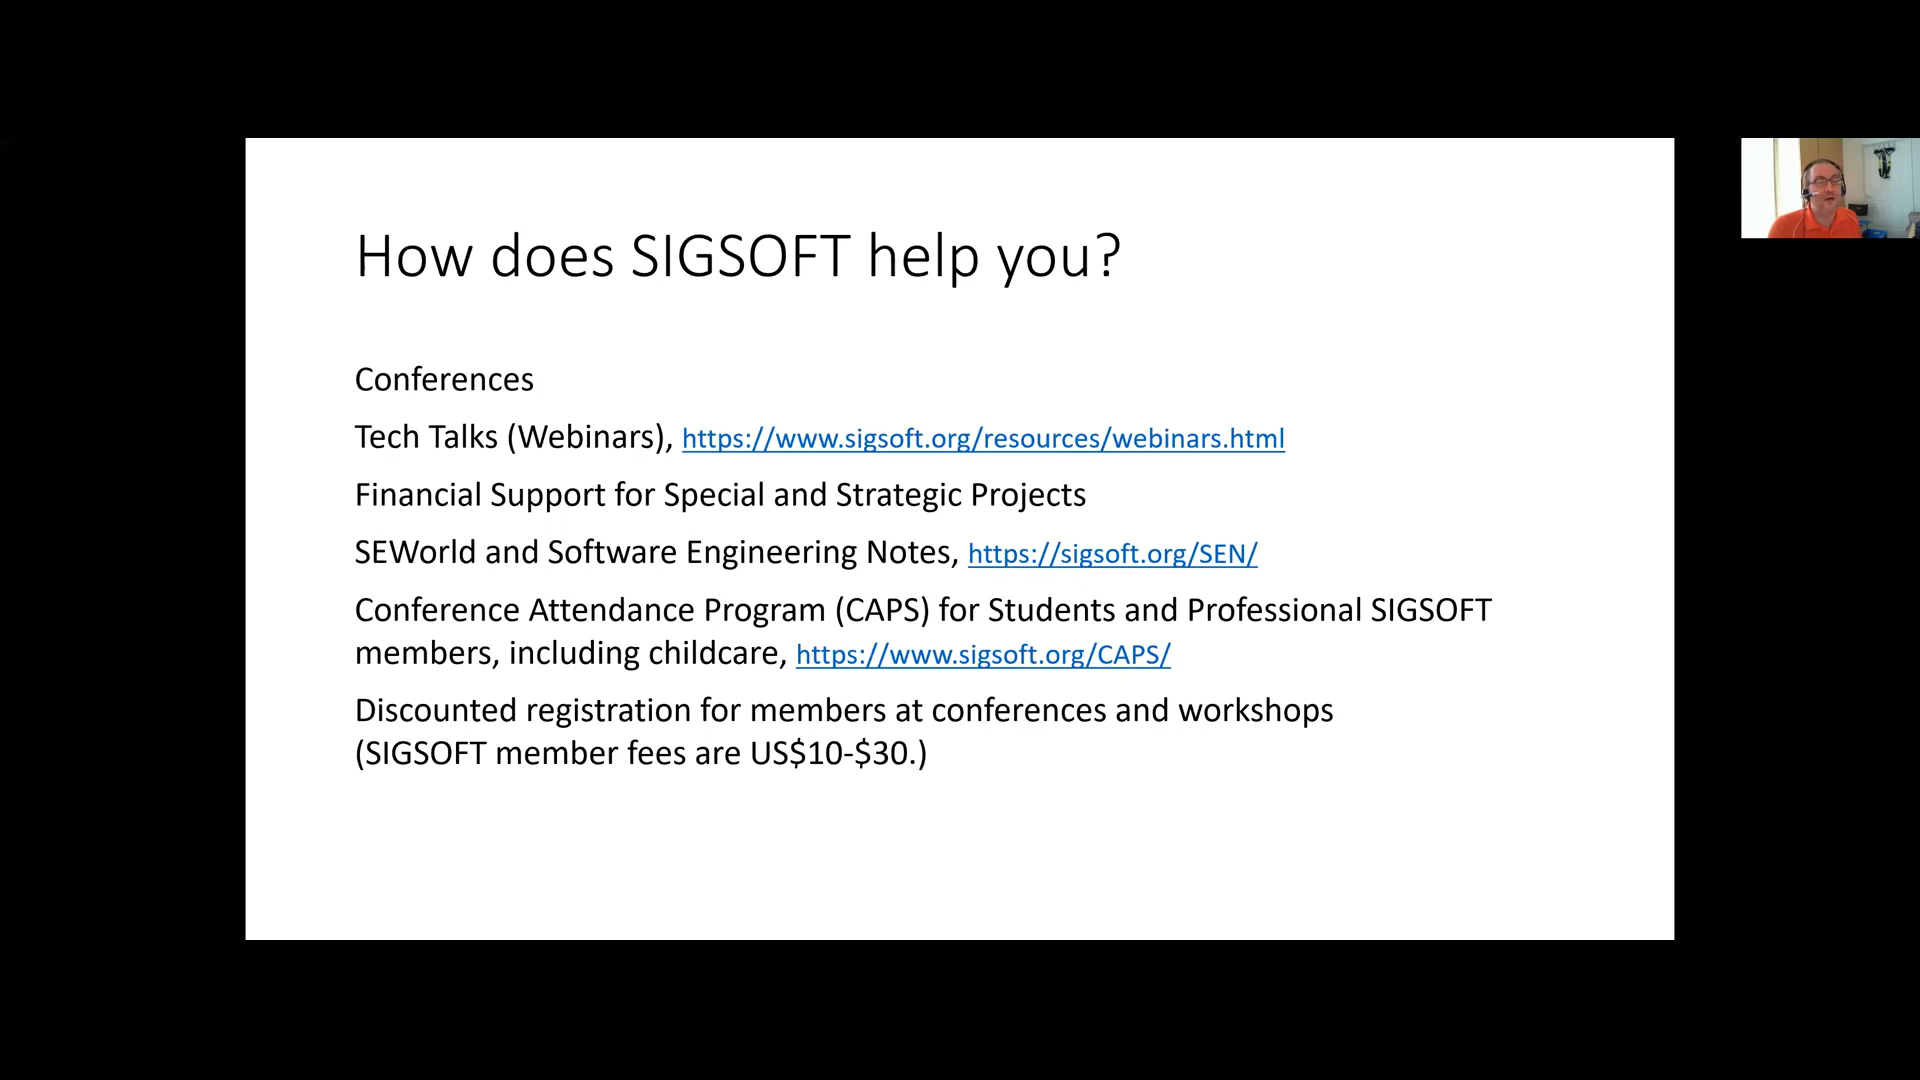 How does SIGSOFT help you?
Conferences
Tech Talks (Webinars), https://www.sigsoft.org/resources/webinars.html
Financial Support for Special and Strategic Projects
SEWorld and Software Engineering Notes, https://sigsoft.org/SEN/
Conference Attendance Program (CAPS) for Students and Professional SIGSOFT
members, including childcare, https://www.sigsoft.org/CAPS/
Discounted registration for members at conferences and workshops
(SIGSOFT member fees are US$10-$30.)